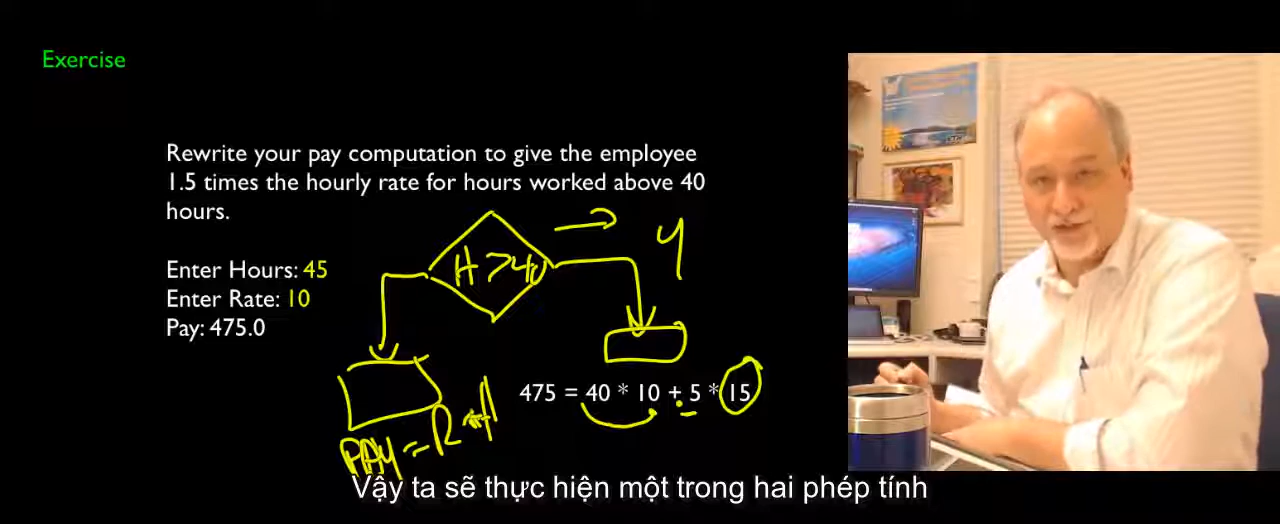 Exercise
Rewrite your pay computation to give the employee
1.5 times the hourly rate for hours worked above 40
hours.
H >40
Y
Enter Hours: 45
Enter Rate: 10
Pay: 475.0
475 = 40 * 10 + 5 * 15
PAY = R * H
Vậy ta sẽ thực hiện một trong hai phép tính